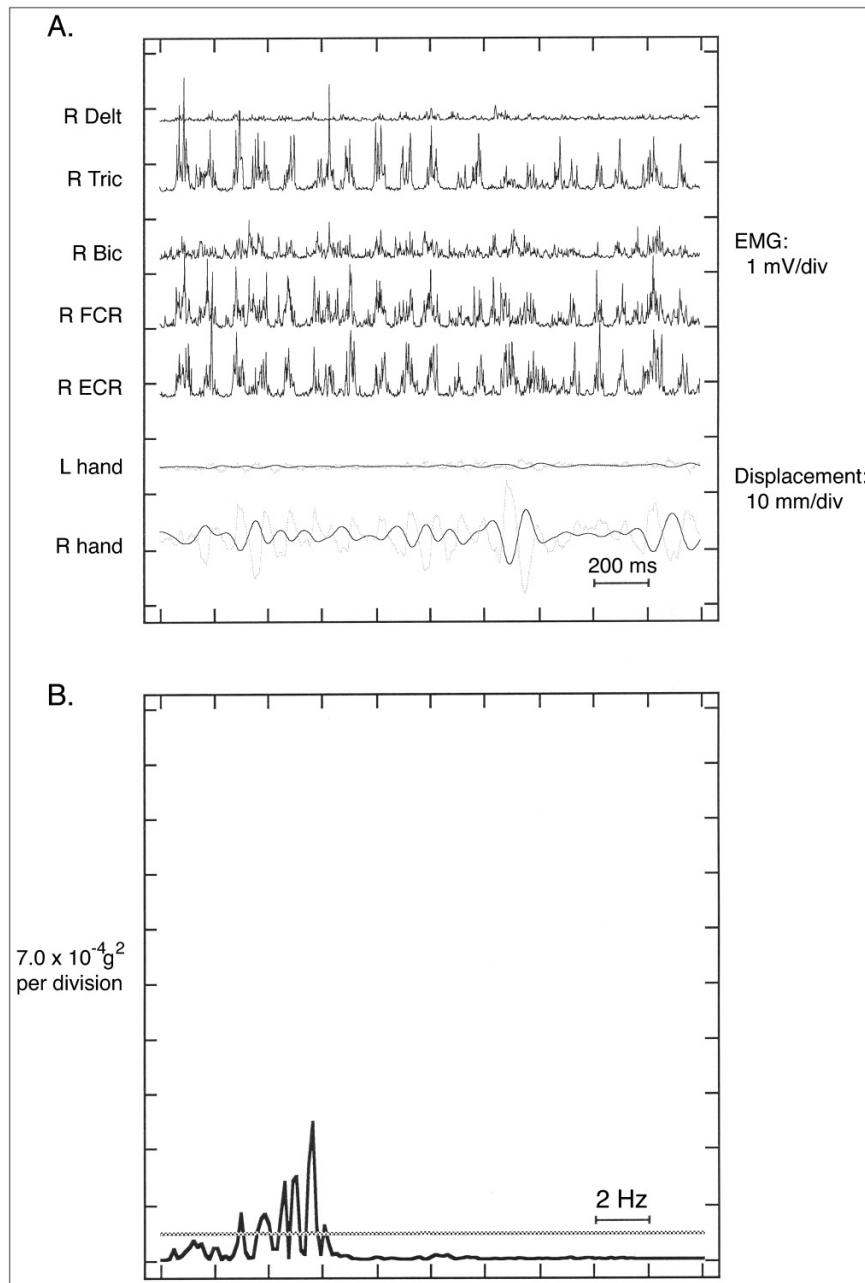 A.
R Delt
R Tric
R Bic
R FCR
R ECR
L hand
R hand
EMG:
1 mV/div
Displacement:
10 mm/div
200 ms
B.
7.0 x 10⁻⁴g²
per division
2 Hz